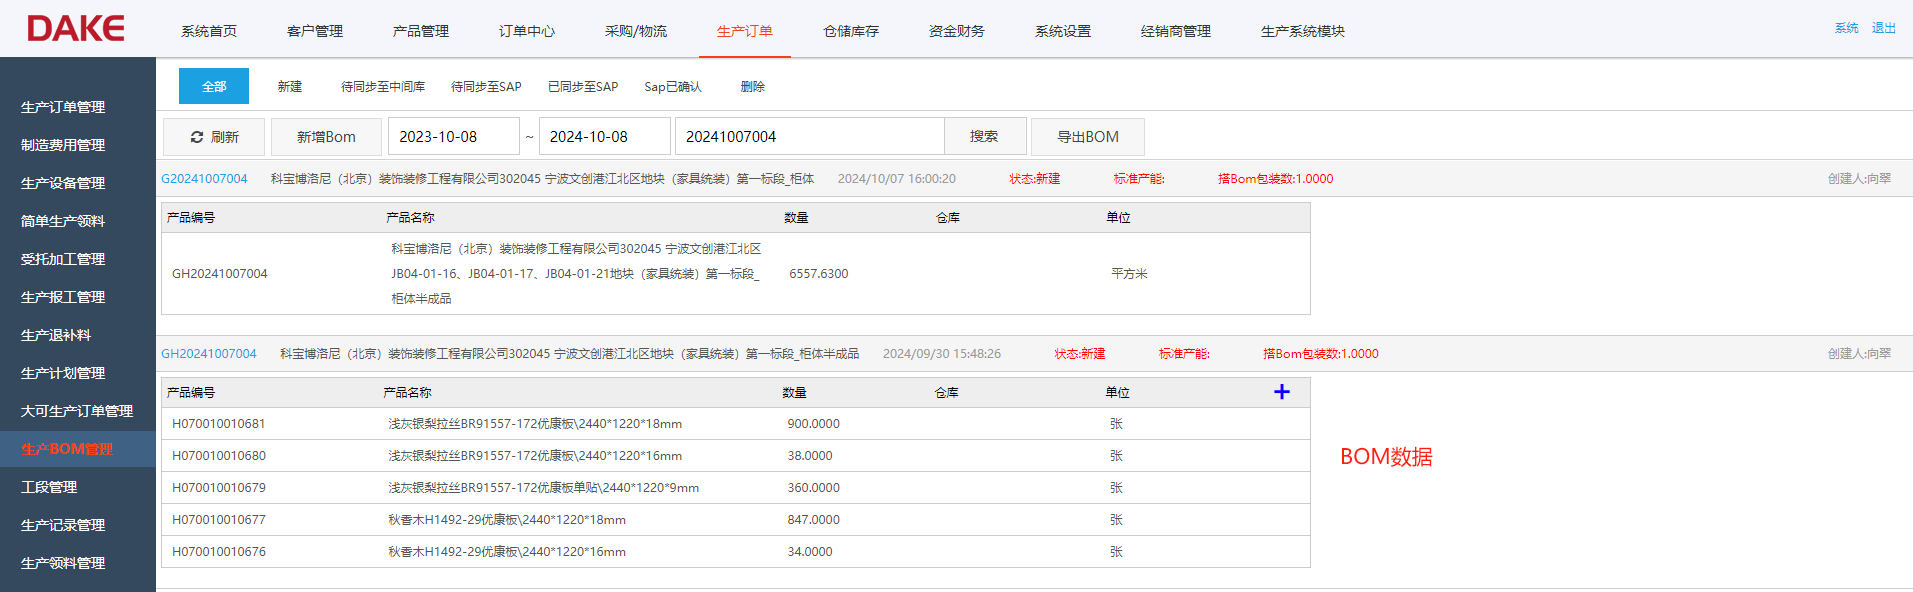 DAKE
系统首页 客户管理 产品管理 订单中心 采购/物流 生产订单 仓储库存 资金财务 系统设置 经销商管理 生产系统模块 系统 退出
生产订单管理
制造费用管理
生产设备管理
简单生产领料
受托加工管理
生产报工管理
生产退补料
生产计划管理
大可生产订单管理
生产BOM管理
工段管理
生产记录管理
生产领料管理
全部 新建 待同步至中间库 待同步至SAP 已同步至SAP Sap已确认 删除
刷新 新增Bom 2023-10-08 ~ 2024-10-08 20241007004 搜索 导出BOM
G20241007004 科宝博洛尼（北京）装饰装修工程有限公司302045 宁波文创港江北区地块（家具统装）第一标段_柜体 2024/10/07 16:00:20 状态:新建 标准产能: 搭Bom包装数:1.0000 创建人:向翠
产品编号 产品名称 数量 仓库 单位
科宝博洛尼（北京）装饰装修工程有限公司302045 宁波文创港江北区
GH20241007004 JB04-01-16、JB04-01-17、JB04-01-21地块（家具统装）第一标段_ 6557.6300 平方米
柜体半成品
GH20241007004 科宝博洛尼（北京）装饰装修工程有限公司302045 宁波文创港江北区地块（家具统装）第一标段_柜体半成品 2024/09/30 15:48:26 状态:新建 标准产能: 搭Bom包装数:1.0000 创建人:向翠
产品编号 产品名称 数量 仓库 单位 +
H070010010681 浅灰银梨拉丝BR91557-172优康板\2440*1220*18mm 900.0000 张
H070010010680 浅灰银梨拉丝BR91557-172优康板\2440*1220*16mm 38.0000 张
H070010010679 浅灰银梨拉丝BR91557-172优康板单贴\2440*1220*9mm 360.0000 张
H070010010677 秋香木H1492-29优康板\2440*1220*18mm 847.0000 张
H070010010676 秋香木H1492-29优康板\2440*1220*16mm 34.0000 张
BOM数据